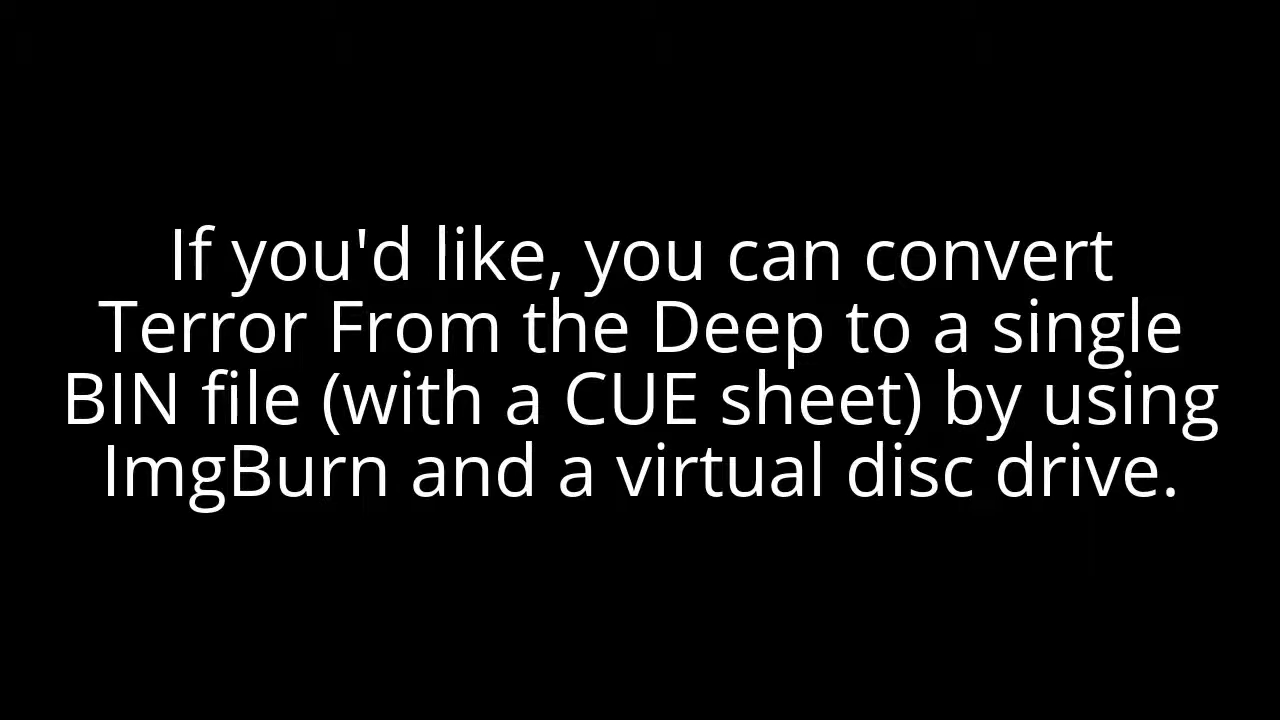 If you'd like, you can convert
Terror From the Deep to a single
BIN file (with a CUE sheet) by using
ImgBurn and a virtual disc drive.